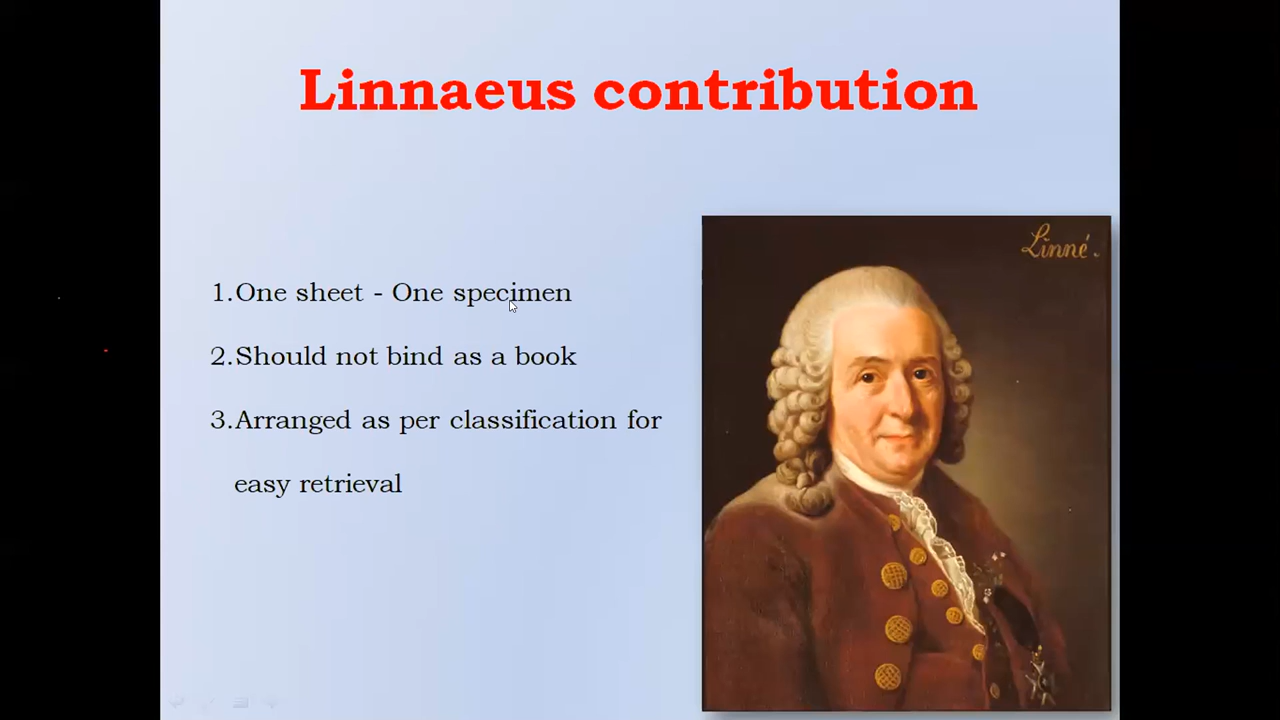 Linnaeus contribution
Linné.
1.One sheet - One specimen
2.Should not bind as a book
3.Arranged as per classification for
easy retrieval